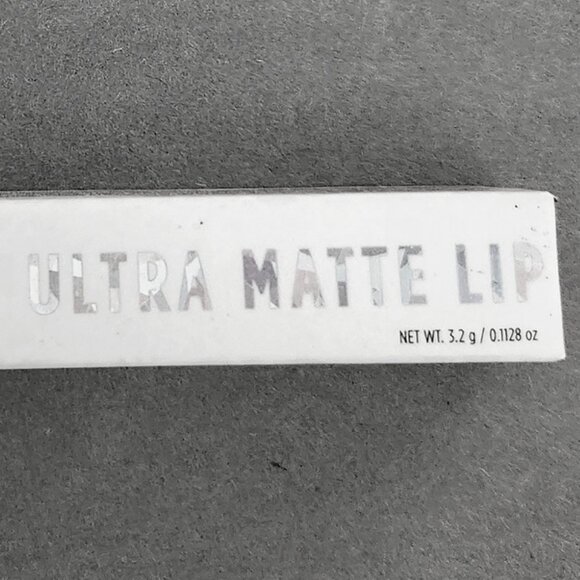 ULTRA MATTE LIP
NET WT. 3.2 g / 0.1128 oz